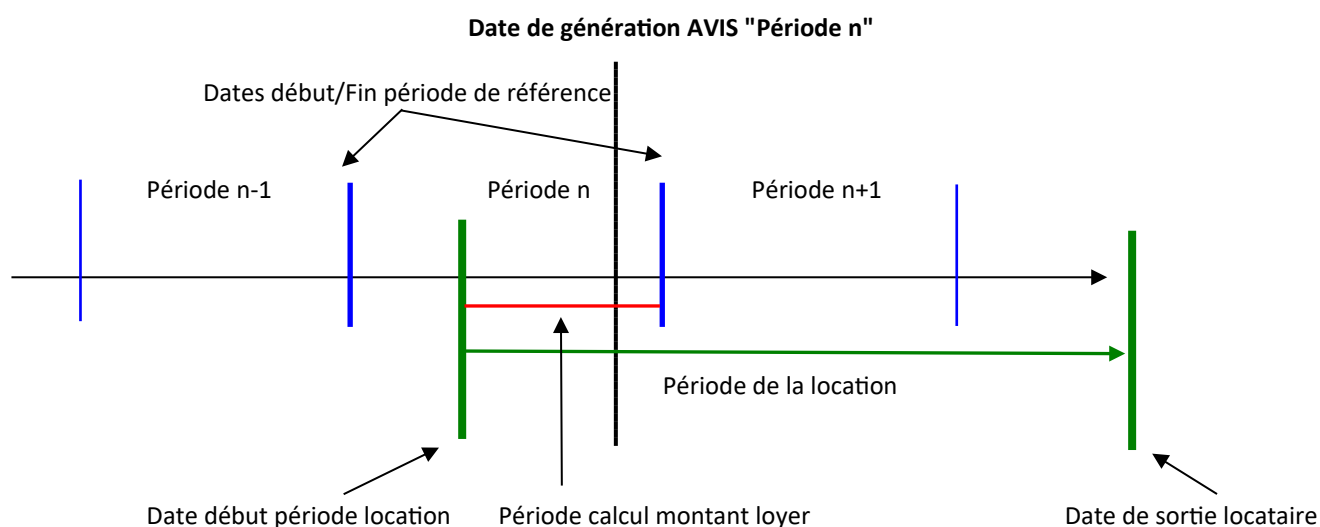 Date de génération AVIS "Période n"
Dates début/Fin période de référence
Période n-1
Période n
Période n+1
Période de la location
Date début période location
Période calcul montant loyer
Date de sortie locataire